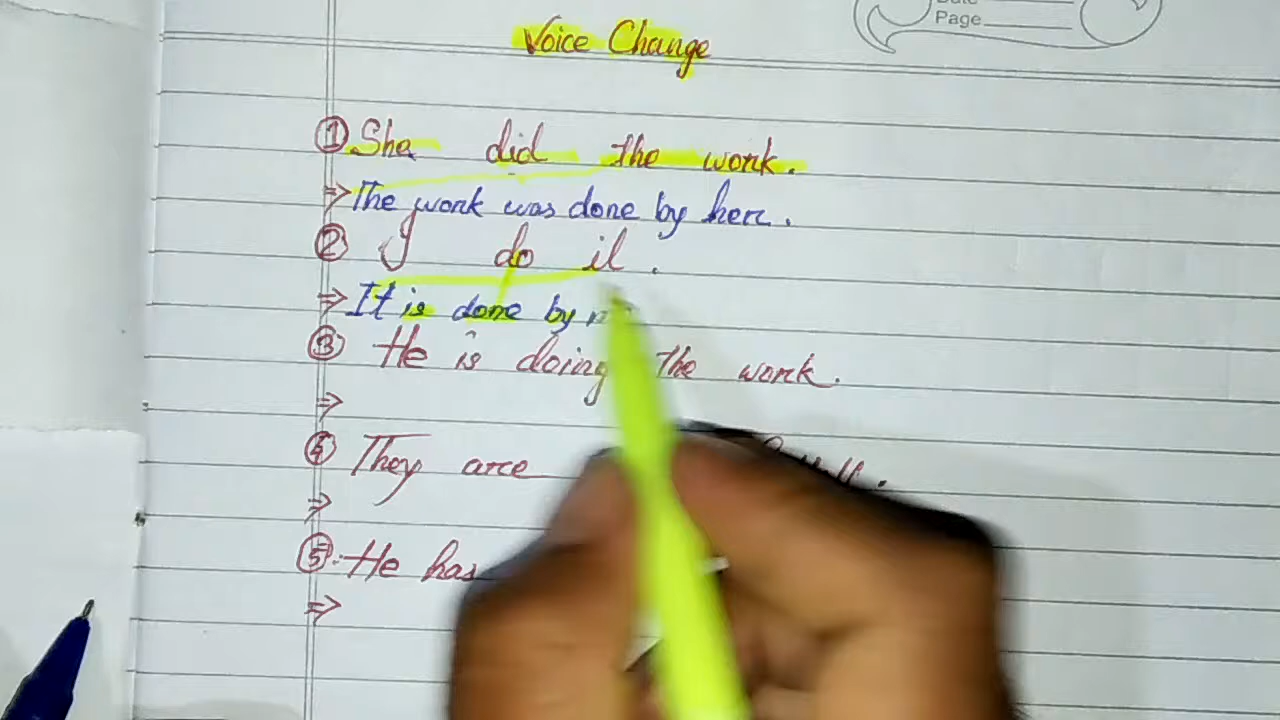 Page
Voice Change
① She did the work.
⇒ The work was done by her.
② I do it.
⇒ It is done by
③ He is doing the work.
⇒
④ They are
⇒
⑤ He has
⇒